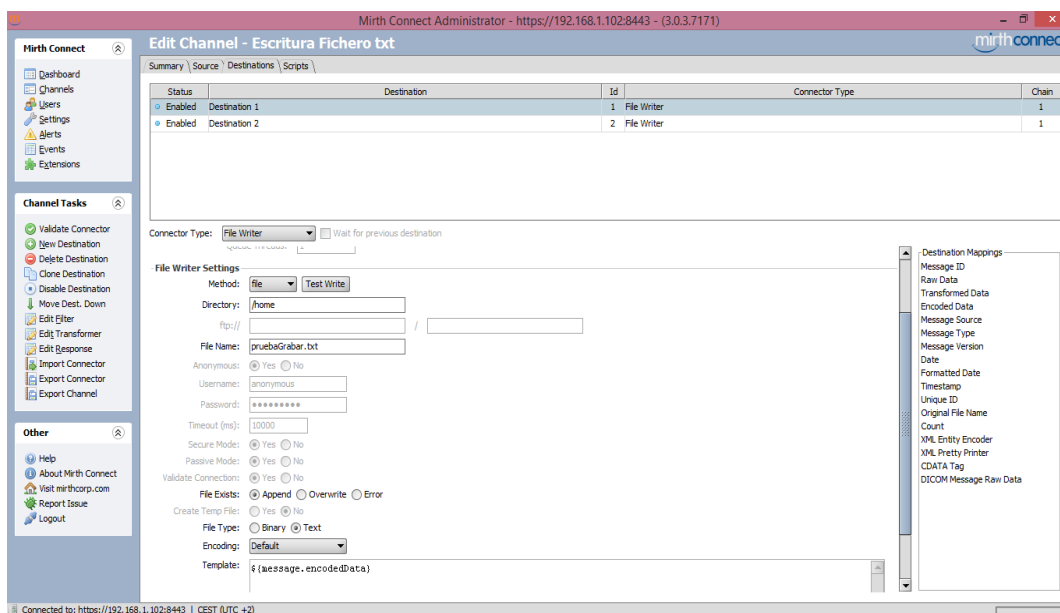 Mirth Connect Administrator - https://192.168.1.102:8443 - (3.0.3.7171)
Mirth Connect
Dashboard
Channels
Users
Settings
Alerts
Events
Extensions
Channel Tasks
Validate Connector
New Destination
Delete Destination
Clone Destination
Disable Destination
Move Dest. Down
Edit Filter
Edit Transformer
Edit Response
Import Connector
Export Connector
Export Channel
Other
Help
About Mirth Connect
Visit mirthcorp.com
Report Issue
Logout
Edit Channel - Escritura Fichero txt
mirth connec
Summary Source Destinations Scripts
Status Destination Id Connector Type Chain
Enabled Destination 1 1 File Writer 1
Enabled Destination 2 2 File Writer 1
Connector Type: File Writer Wait for previous destination
File Writer Settings
Method: file Test Write
Directory: /home
ftp:// /
File Name: pruebaGrabar.txt
Anonymous: Yes No
Username: anonymous
Password: •••••••••
Timeout (ms): 10000
Secure Mode: Yes No
Passive Mode: Yes No
Validate Connection: Yes No
File Exists: Append Overwrite Error
Create Temp File: Yes No
File Type: Binary Text
Encoding: Default
Template: ${message.encodedData}
Destination Mappings
Message ID
Raw Data
Transformed Data
Encoded Data
Message Source
Message Type
Message Version
Date
Formatted Date
Timestamp
Unique ID
Original File Name
Count
XML Entity Encoder
XML Pretty Printer
CDATA Tag
DICOM Message Raw Data
Connected to: https://192.168.1.102:8443 | CEST (UTC +2)